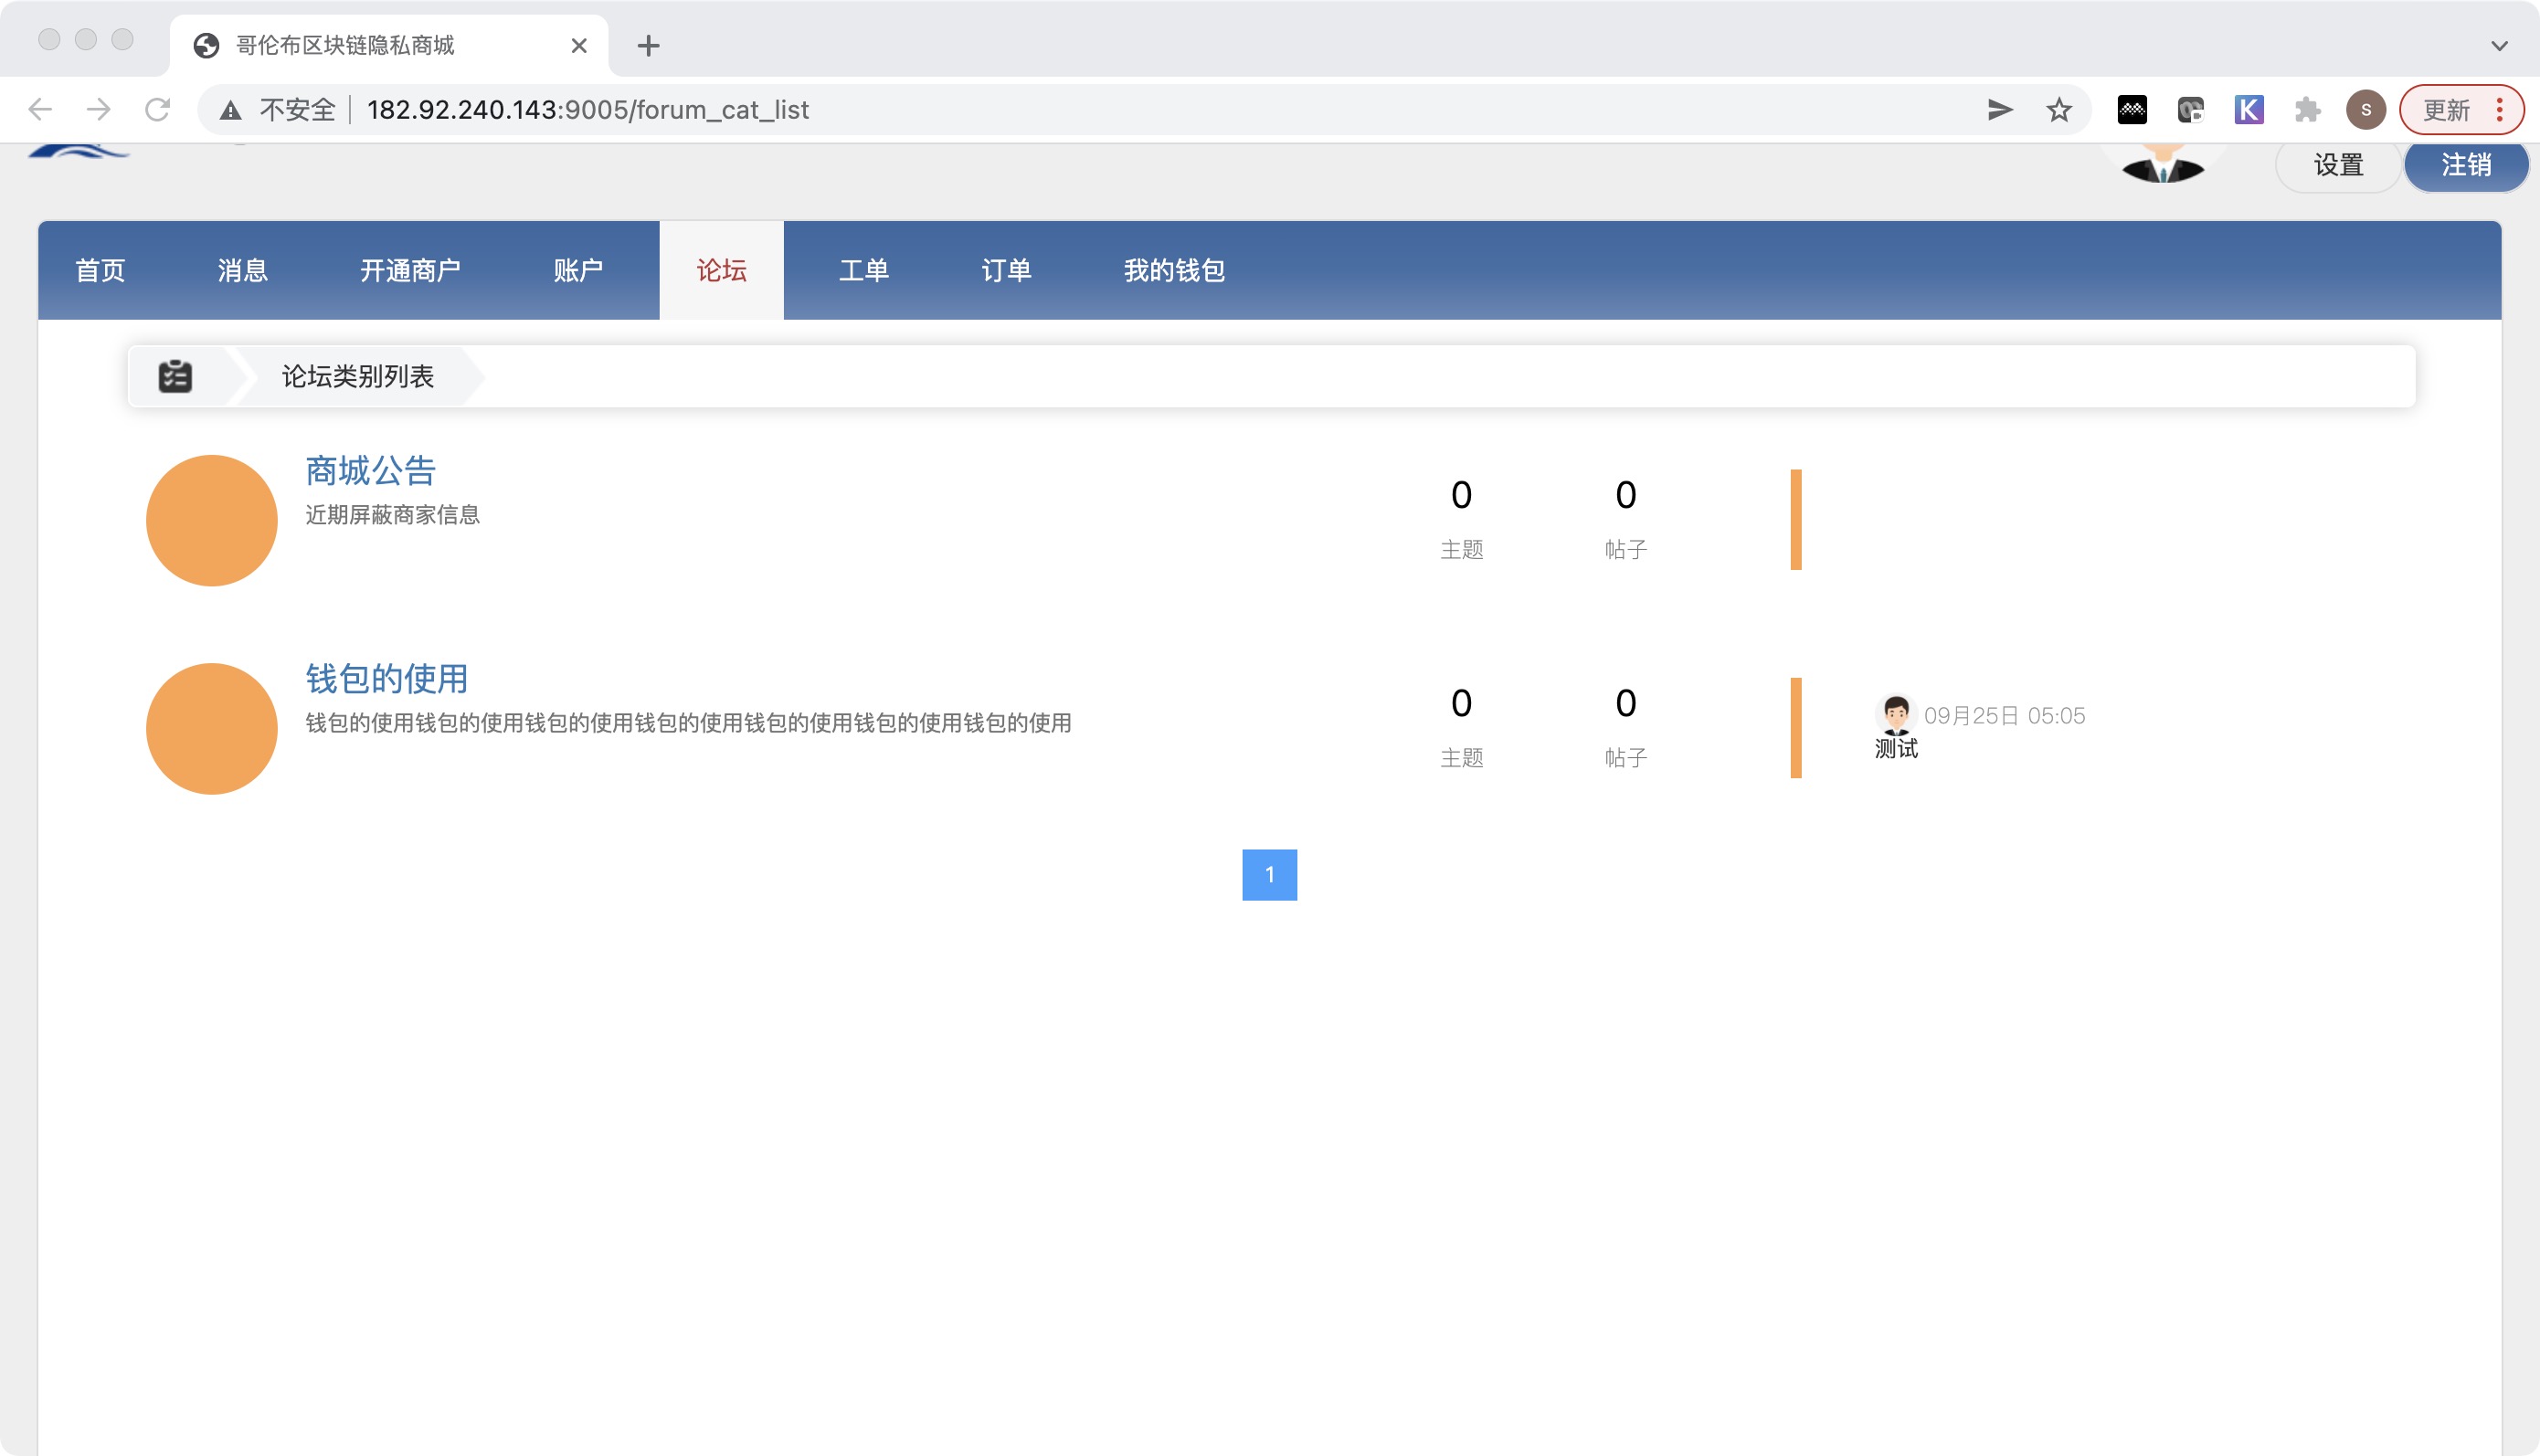 哥伦布区块链隐私商城
不安全 182.92.240.143:9005/forum_cat_list
K
S
更新
设置 注销
首页 消息 开通商户 账户 论坛 工单 订单 我的钱包
论坛类别列表
商城公告
近期屏蔽商家信息
0 0
主题 帖子
钱包的使用
钱包的使用钱包的使用钱包的使用钱包的使用钱包的使用钱包的使用钱包的使用
0 0
主题 帖子
09月25日 05:05
测试
1